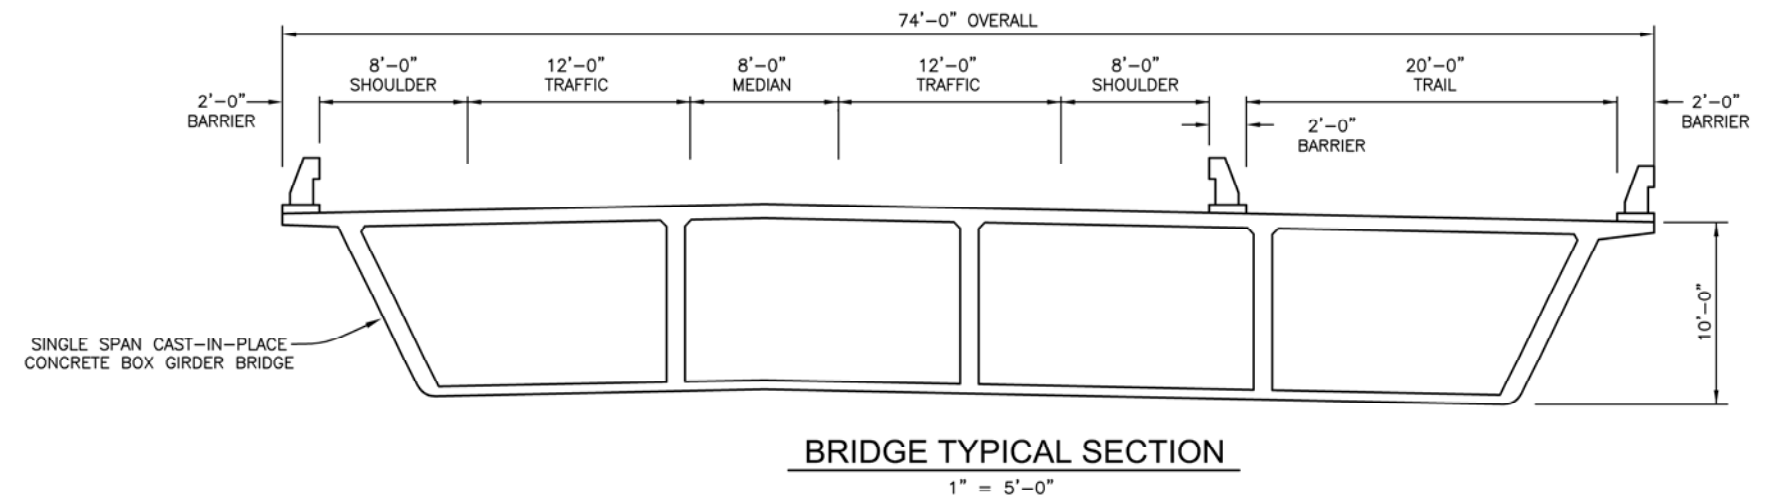 74'-0" OVERALL
8'-0"
SHOULDER
12'-0"
TRAFFIC
8'-0"
MEDIAN
12'-0"
TRAFFIC
8'-0"
SHOULDER
20'-0"
TRAIL
2'-0"
BARRIER
2'-0"
BARRIER
2'-0"
BARRIER
10'-0"
SINGLE SPAN CAST-IN-PLACE
CONCRETE BOX GIRDER BRIDGE
BRIDGE TYPICAL SECTION
1" = 5'-0"